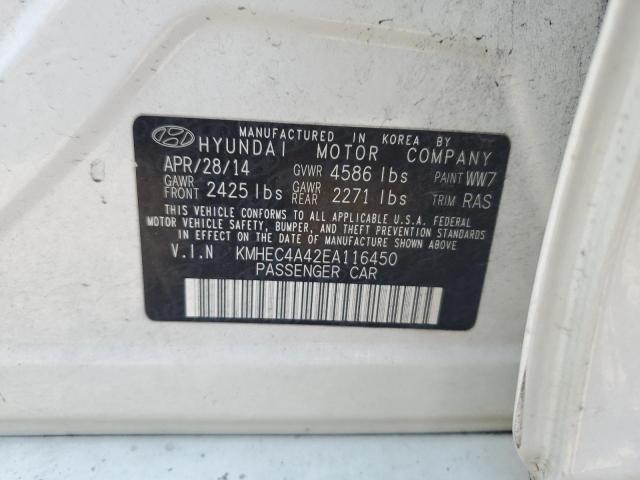 MANUFACTURED IN KOREA BY
HYUNDAI MOTOR COMPANY
APR/28/14 GVWR 4586 lbs PAINT WW7
GAWR FRONT 2425 lbs GAWR REAR 2271 lbs TRIM RAS
THIS VEHICLE CONFORMS TO ALL APPLICABLE U.S.A. FEDERAL
MOTOR VEHICLE SAFETY, BUMPER, AND THEFT PREVENTION STANDARDS
IN EFFECT ON THE DATE OF MANUFACTURE SHOWN ABOVE.
V.I.N KMHEC4A42EA116450
PASSENGER CAR